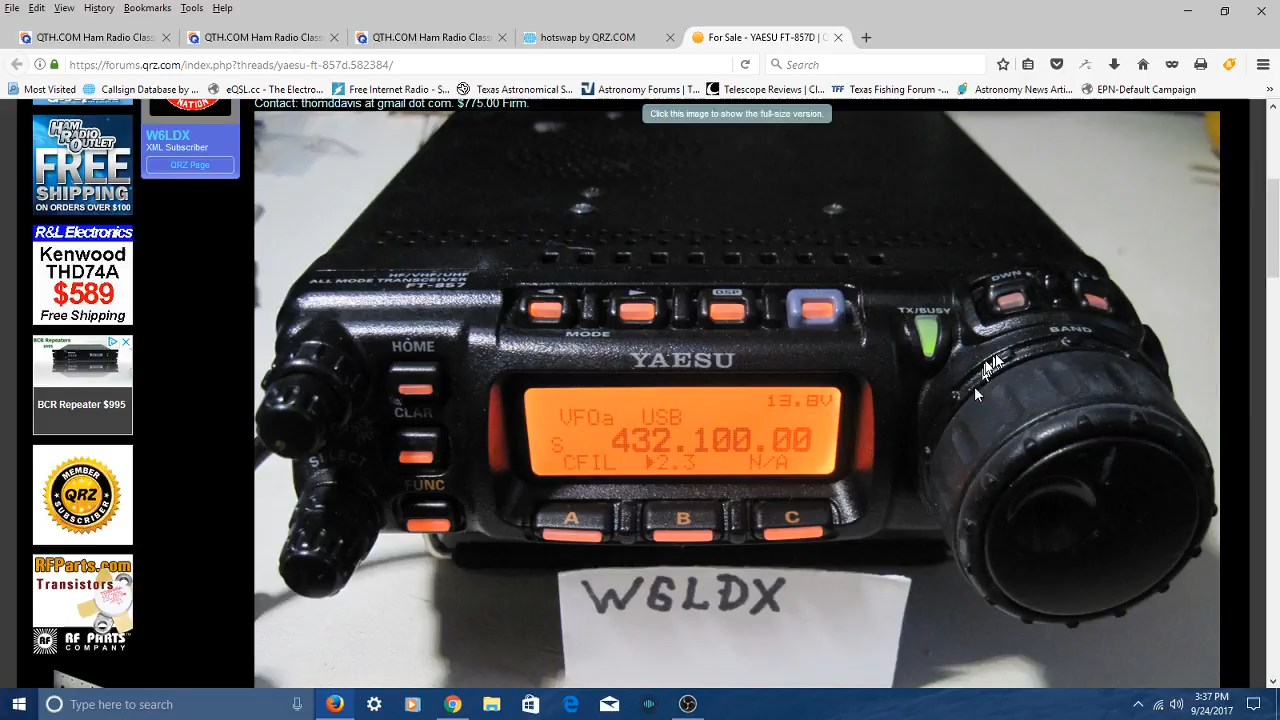 File Edit View History Bookmarks Tools Help
QTH.COM Ham Radio Class
QTH.COM Ham Radio Class
QTH.COM Ham Radio Class
hotswap by QRZ.COM
For Sale - YAESU FT-857D | C
https://forums.qrz.com/index.php?threads/yaesu-ft-857d.582384/
Search
Most Visited
Callsign Database by ...
eQSL.cc - The Electro...
Free Internet Radio - ...
Texas Astronomical S...
Astronomy Forums | T...
Telescope Reviews | Cl...
TFF Texas Fishing Forum - ...
Astronomy News Arti...
EPN-Default Campaign
Contact: thomddavis at gmail dot com. $775.00 Firm.
Click this image to show the full-size version.
NATION
W6LDX
XML Subscriber
QRZ Page
HAM RADIO OUTLET
FREE
SHIPPING
ON ORDERS OVER $100
R&L Electronics
Kenwood
THD74A
$589
Free Shipping
BCR Repeaters
BCR Repeater $995
MEMBER
QRZ
SUBSCRIBER
RFParts.com
Transistors
RF PARTS
COMPANY
HF/VHF/UHF
ALL MODE TRANSCEIVER
FT-857
MODE
DSP
TX/BUSY
DWN
BAND
HOME
CLAR
SELECT
FUNC
YAESU
13.8V
VFOa USB
S 432.100.00
CFIL 2.3 N/A
A B C
W6LDX
Type here to search
3:37 PM
9/24/2017